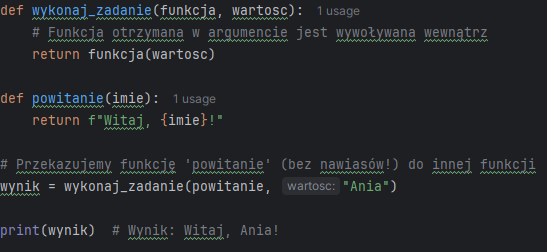 def wykonaj_zadanie(funkcja, wartosc): 1 usage
    # Funkcja otrzymana w argumencie jest wywoływana wewnątrz
    return funkcja(wartosc)
def powitanie(imie): 1 usage
    return f"Witaj, {imie}!"
# Przekazujemy funkcję 'powitanie' (bez nawiasów!) do innej funkcji
wynik = wykonaj_zadanie(powitanie, wartosc: "Ania")
print(wynik)  # Wynik: Witaj, Ania!